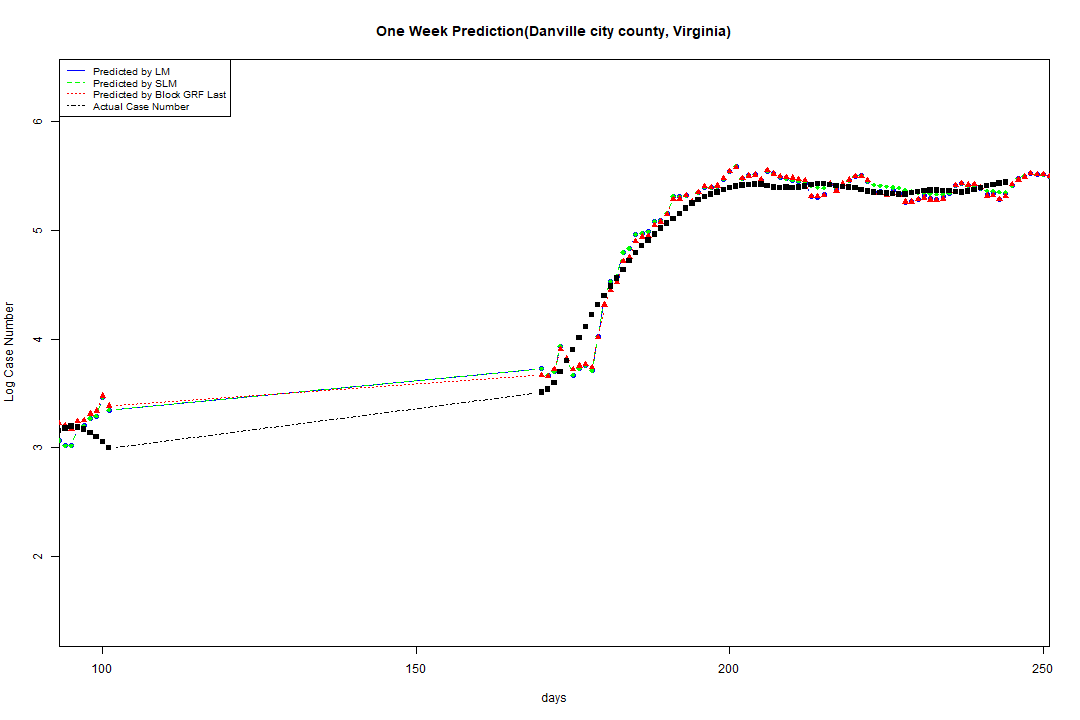 One Week Prediction(Danville city county, Virginia)
Predicted by LM
Predicted by SLM
Predicted by Block GRF Last
Actual Case Number
6
5
4
3
2
Log Case Number
100 150 200 250
days